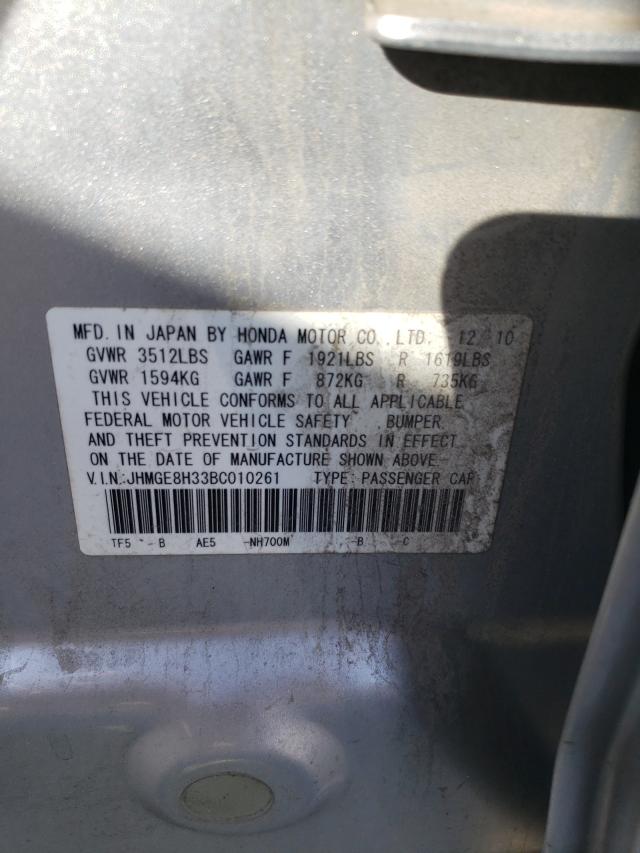 MFD. IN JAPAN BY HONDA MOTOR CO., LTD. 12 10
GVWR 3512LBS GAWR F 1921LBS R 1619LBS
GVWR 1594KG GAWR F 872KG R 735KG
THIS VEHICLE CONFORMS TO ALL APPLICABLE
FEDERAL MOTOR VEHICLE SAFETY , BUMPER,
AND THEFT PREVENTION STANDARDS IN EFFECT
ON THE DATE OF MANUFACTURE SHOWN ABOVE.
V.I.N:JHMGE8H33BC010261 TYPE:PASSENGER CAR
TF5 -B AE5 -NH700M -B -C